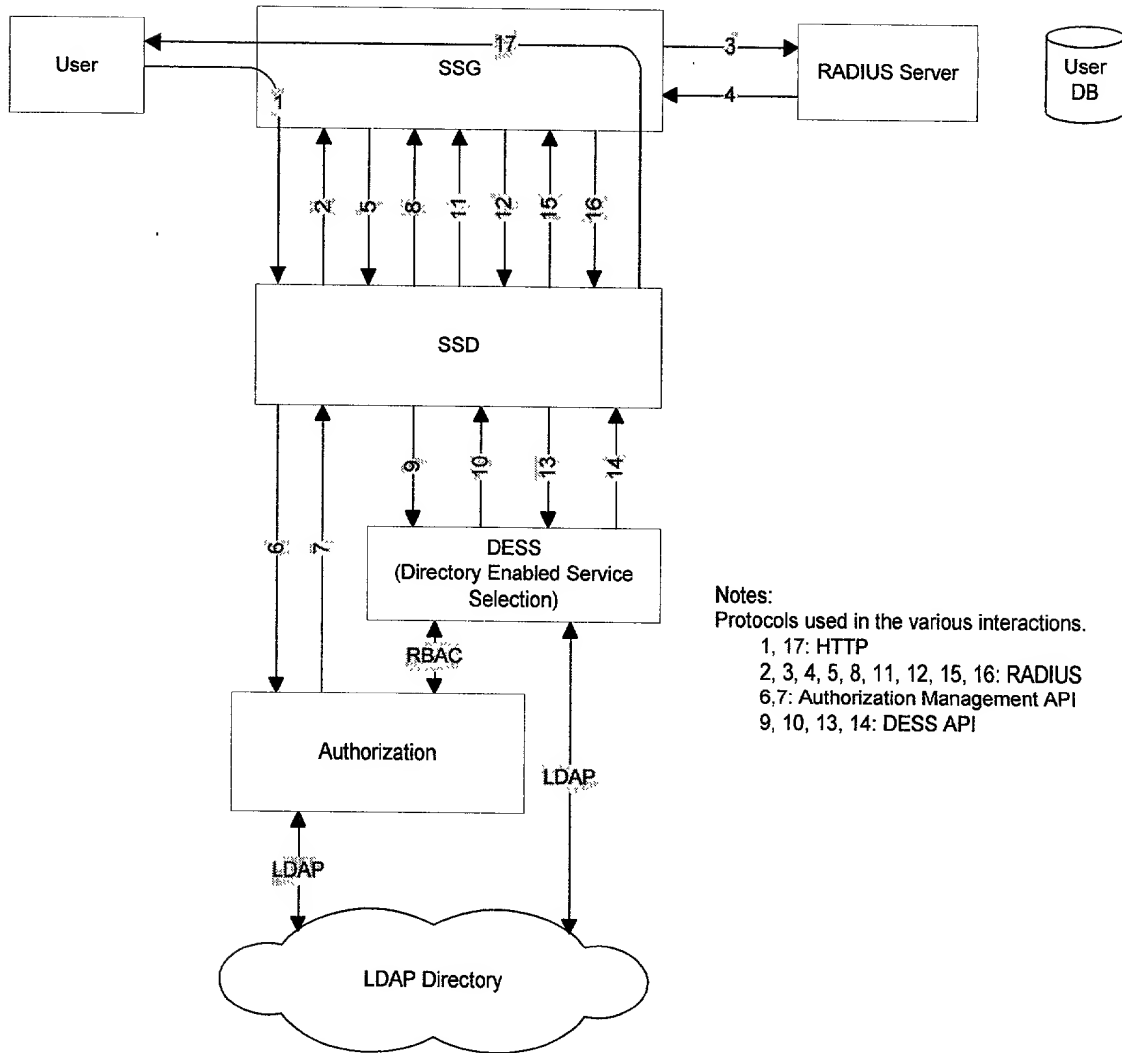 User
SSG
17
3
4
RADIUS Server
User
DB
1
2
5
8
11
12
15
16
SSD
6
7
9
10
13
14
DESS
(Directory Enabled Service
Selection)
RBAC
Authorization
LDAP
LDAP
LDAP Directory
Notes:
Protocols used in the various interactions.
1, 17: HTTP
2, 3, 4, 5, 8, 11, 12, 15, 16: RADIUS
6,7: Authorization Management API
9, 10, 13, 14: DESS API